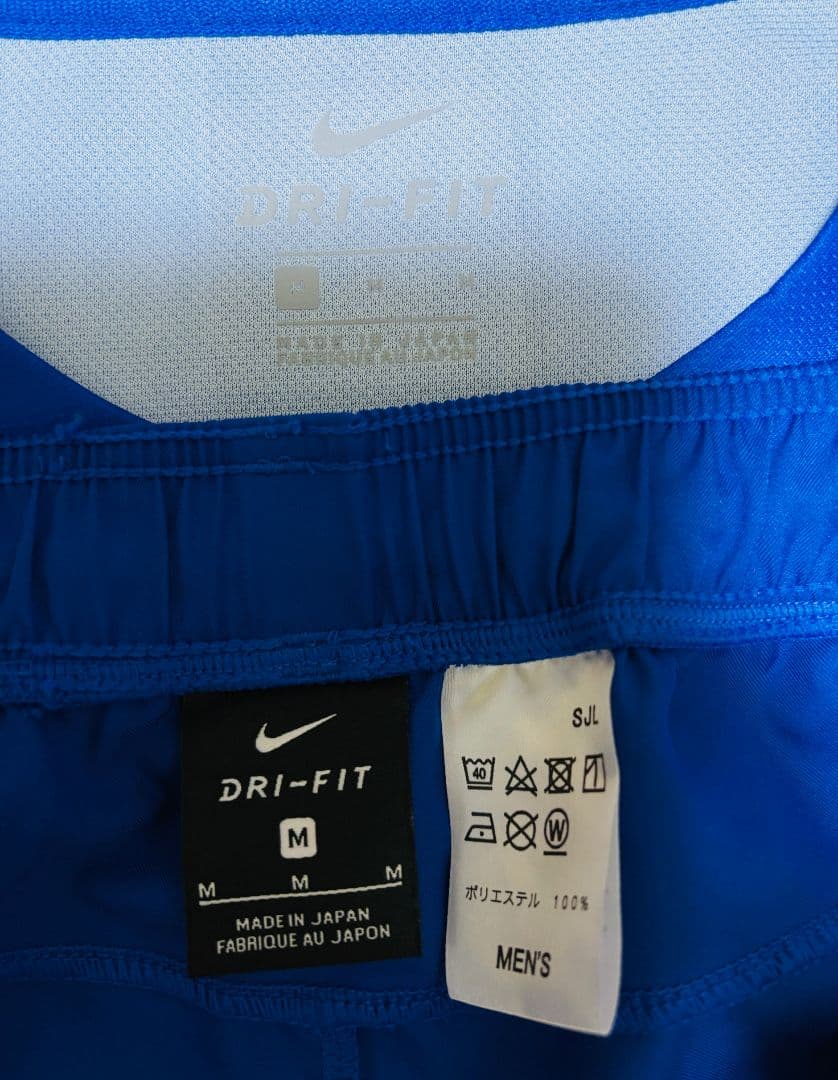 DRI-FIT
M M M
MADE IN JAPAN
FABRIQUE AU JAPON
DRI-FIT
M
M M M
MADE IN JAPAN
FABRIQUE AU JAPON
SJL
40
W
ポリエステル 100%
MEN'S